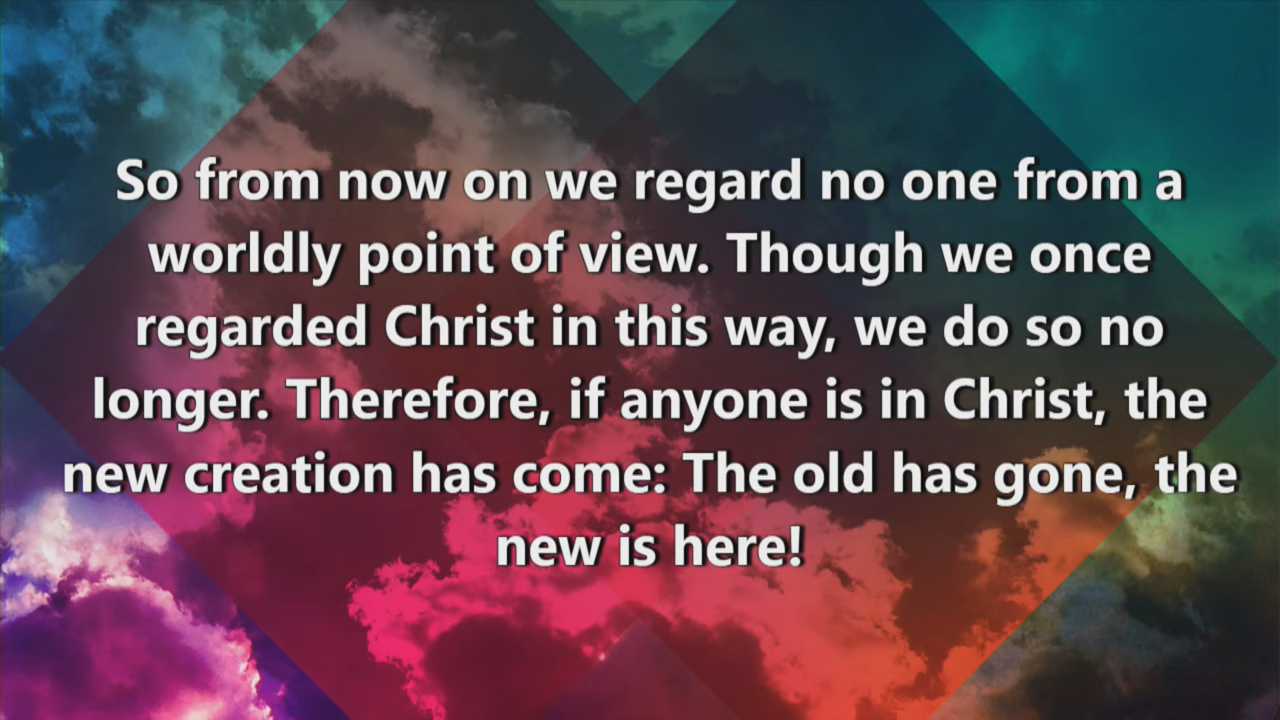 So from now on we regard no one from a
worldly point of view. Though we once
regarded Christ in this way, we do so no
longer. Therefore, if anyone is in Christ, the
new creation has come: The old has gone, the
new is here!